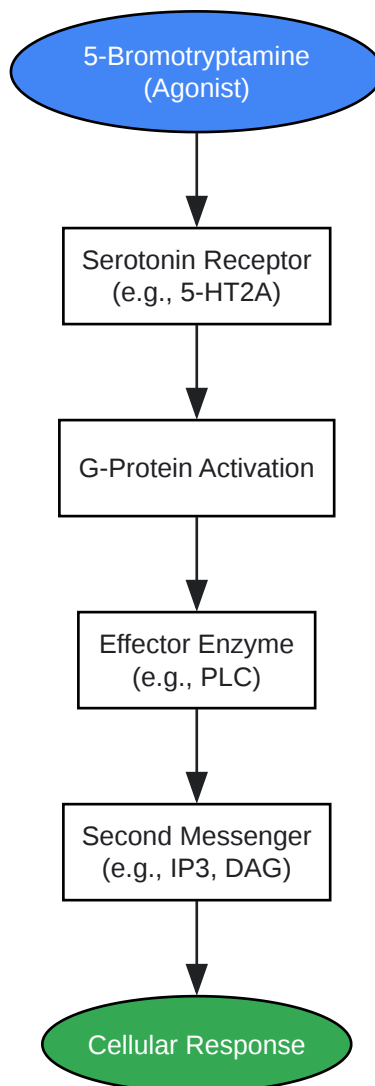 5-Bromotryptamine
(Agonist)
Serotonin Receptor
(e.g., 5-HT2A)
G-Protein Activation
Effector Enzyme
(e.g., PLC)
Second Messenger
(e.g., IP3, DAG)
Cellular Response